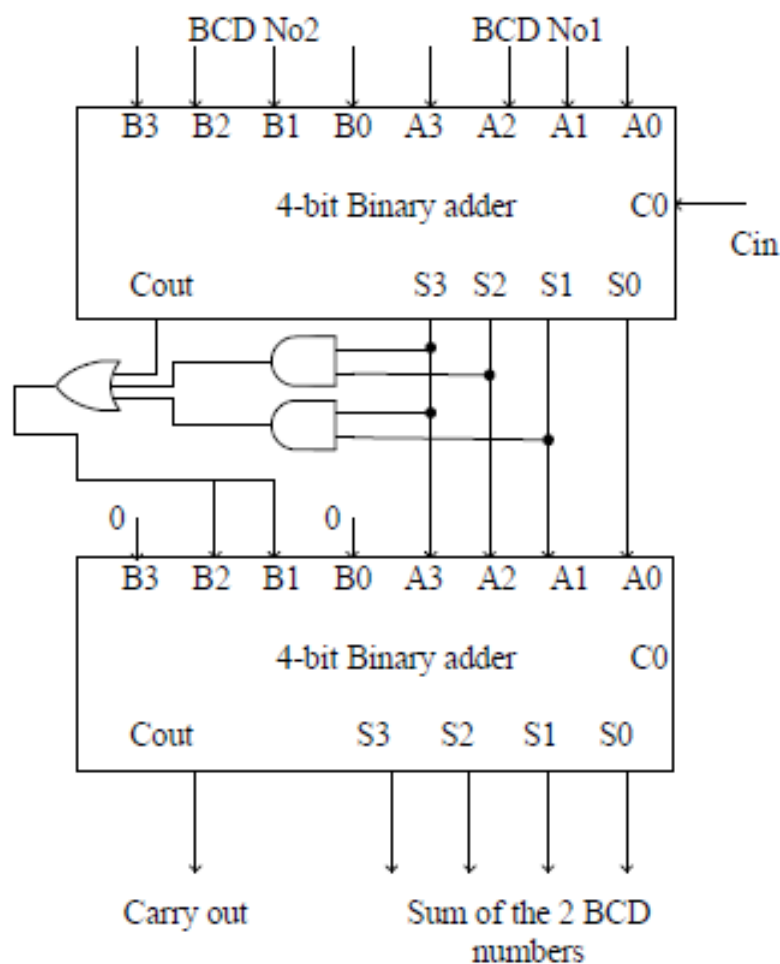 BCD No2 BCD No1
B3 B2 B1 B0 A3 A2 A1 A0
4-bit Binary adder C0
Cin
Cout S3 S2 S1 S0
0 0
B3 B2 B1 B0 A3 A2 A1 A0
4-bit Binary adder C0
Cout S3 S2 S1 S0
Carry out Sum of the 2 BCD
numbers